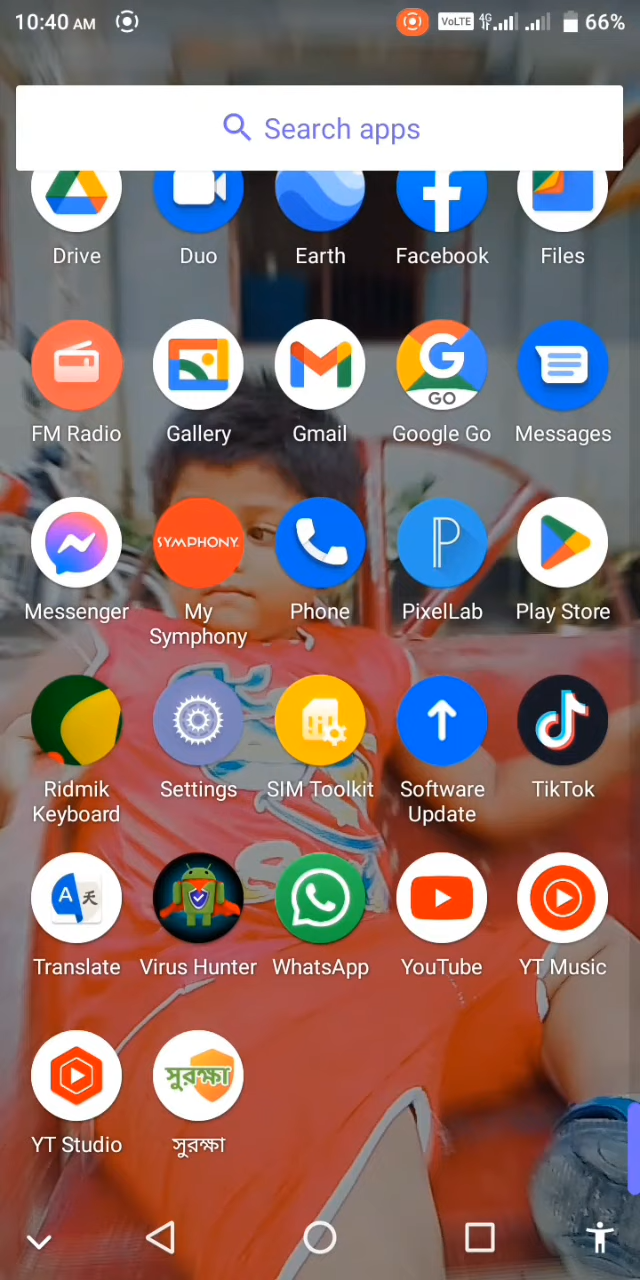 10:40 AM VoLTE 4G 66%
Search apps
Drive Duo Earth Facebook Files
FM Radio Gallery Gmail Google Go Messages
GO
SYMPHONY
Messenger My Symphony Phone PixelLab Play Store
Ridmik Keyboard Settings SIM Toolkit Software Update TikTok
Translate Virus Hunter WhatsApp YouTube YT Music
সুরক্ষা
YT Studio সুরক্ষা